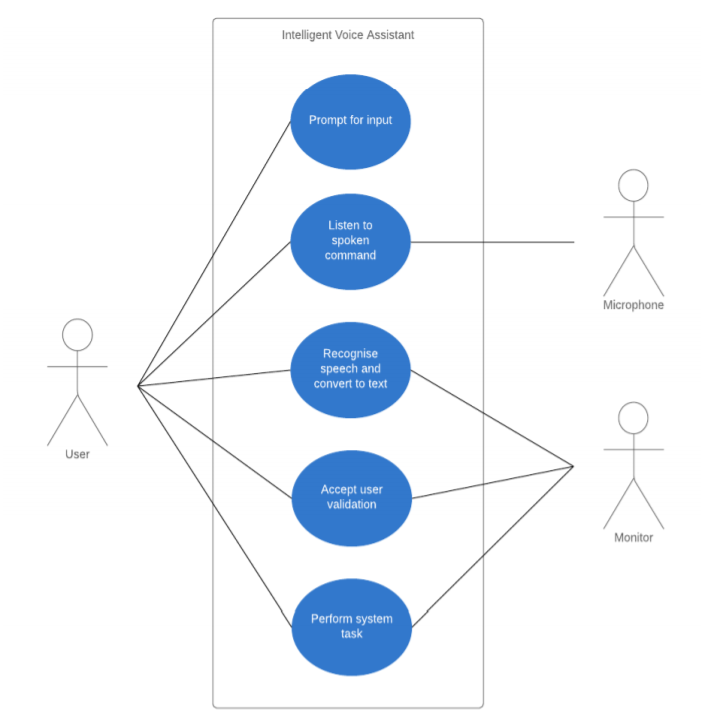 Intelligent Voice Assistant
Prompt for input
Listen to
spoken
command
Microphone
Recognise
speech and
convert to text
User
Accept user
validation
Monitor
Perform system
task